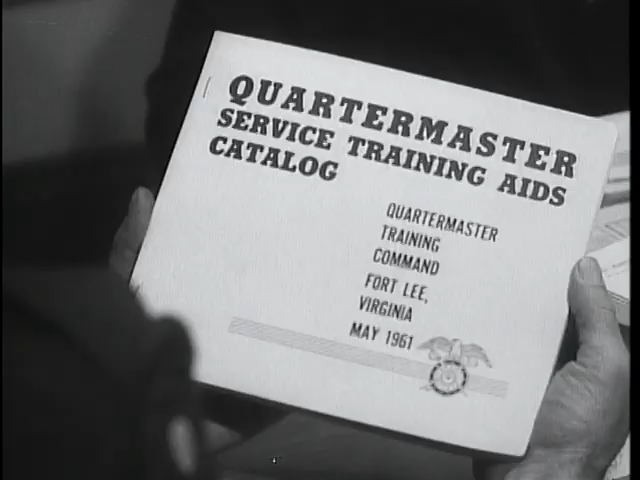 QUARTERMASTER
SERVICE TRAINING AIDS
CATALOG
QUARTERMASTER
TRAINING
COMMAND
FORT LEE,
VIRGINIA
MAY 1961